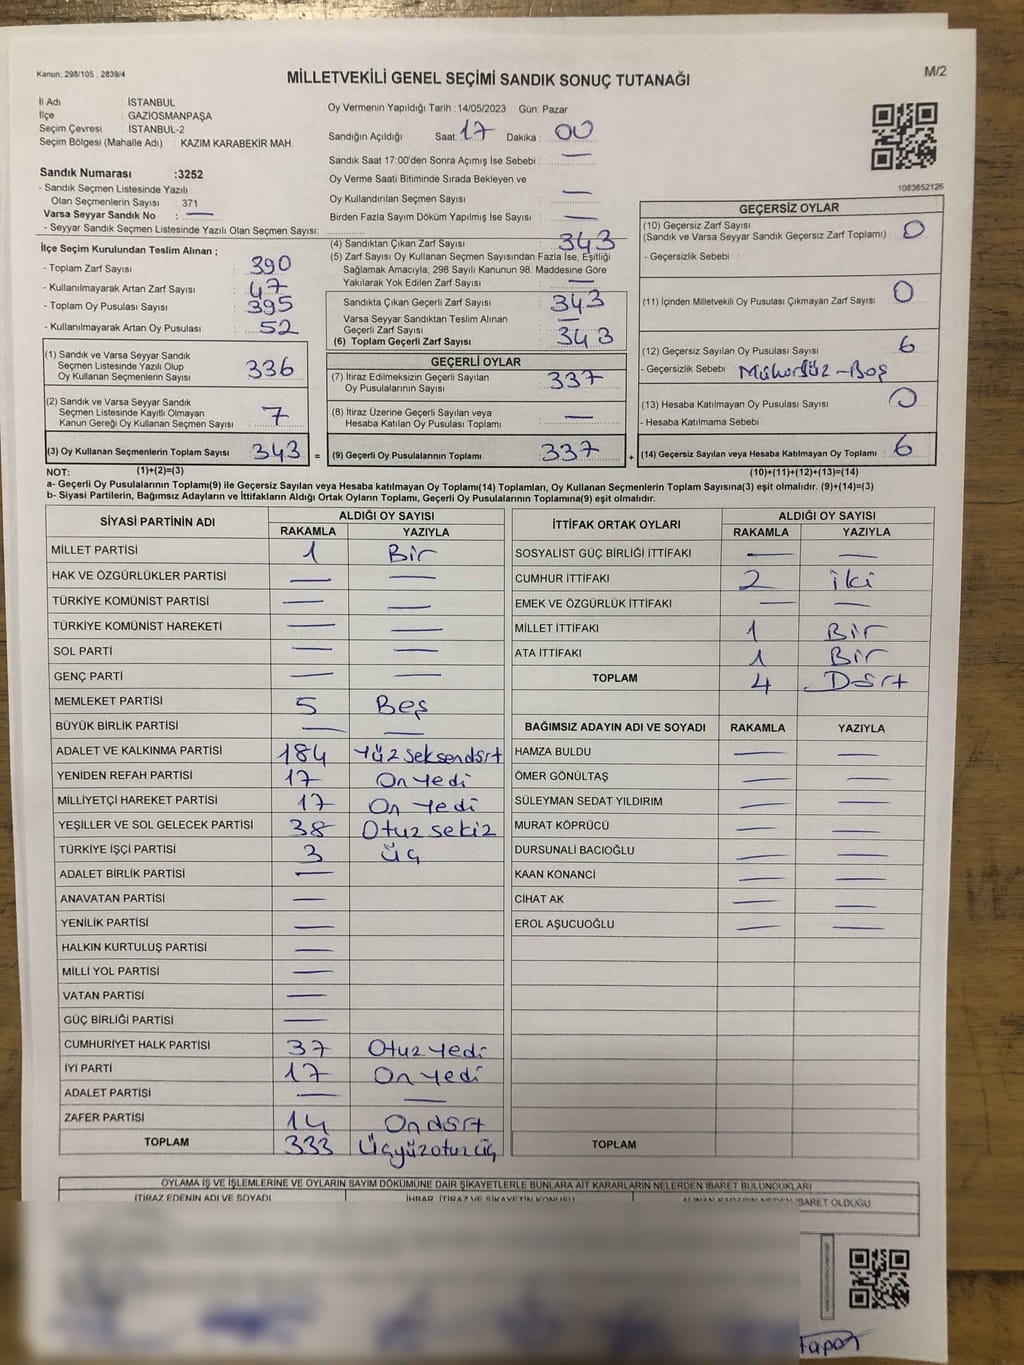 Kanun; 298/105 , 2839/4
MİLLETVEKİLİ GENEL SEÇİMİ SANDIK SONUÇ TUTANAĞI
M/2
İl Adı : İSTANBUL
İlçe : GAZİOSMANPAŞA
Seçim Çevresi : İSTANBUL-2
Seçim Bölgesi (Mahalle Adı) : KAZIM KARABEKİR MAH.
Sandık Numarası :3252
- Sandık Seçmen Listesinde Yazılı
Olan Seçmenlerin Sayısı : 371
Varsa Seyyar Sandık No : —
- Seyyar Sandık Seçmen Listesinde Yazılı Olan Seçmen Sayısı:
Oy Vermenin Yapıldığı Tarih :14/05/2023 Gün: Pazar
Sandığın Açıldığı Saat: 17 Dakika : 00
Sandık Saat 17:00'den Sonra Açımış İse Sebebi : —
Oy Verme Saati Bitiminde Sırada Bekleyen ve
Oy Kullandırılan Seçmen Sayısı : —
Birden Fazla Sayım Döküm Yapılmış İse Sayısı : —
1083652126
İlçe Seçim Kurulundan Teslim Alınan ;
- Toplam Zarf Sayısı : 390
- Kullanılmayarak Artan Zarf Sayısı : 47
- Toplam Oy Pusulası Sayısı : 395
- Kullanılmayarak Artan Oy Pusulası : 52
(1) Sandık ve Varsa Seyyar Sandık
Seçmen Listesinde Yazılı Olup
Oy Kullanan Seçmenlerin Sayısı : 336
(2) Sandık ve Varsa Seyyar Sandık
Seçmen Listesinde Kayıtlı Olmayan
Kanun Gereği Oy Kullanan Seçmen Sayısı : 7
(3) Oy Kullanan Seçmenlerin Toplam Sayısı : 343 =
(4) Sandıktan Çıkan Zarf Sayısı : 343
(5) Zarf Sayısı Oy Kullanan Seçmen Sayısından Fazla İse, Eşitliği
Sağlamak Amacıyla, 298 Sayılı Kanunun 98. Maddesine Göre
Yakılarak Yok Edilen Zarf Sayısı : —
Sandıkta Çıkan Geçerli Zarf Sayısı : 343
Varsa Seyyar Sandıktan Teslim Alınan
Geçerli Zarf Sayısı : —
(6) Toplam Geçerli Zarf Sayısı : 343
GEÇERLİ OYLAR
(7) İtiraz Edilmeksizin Geçerli Sayılan
Oy Pusulalarının Sayısı : 337
(8) İtiraz Üzerine Geçerli Sayılan veya
Hesaba Katılan Oy Pusulası Toplamı : —
(9) Geçerli Oy Pusulalarının Toplamı : 337 +
GEÇERSİZ OYLAR
(10) Geçersiz Zarf Sayısı : 0
(Sandık ve Varsa Seyyar Sandık Geçersiz Zarf Toplamı)
- Geçersizlik Sebebi :
(11) İçinden Milletvekili Oy Pusulası Çıkmayan Zarf Sayısı : 0
(12) Geçersiz Sayılan Oy Pusulası Sayısı : 6
- Geçersizlik Sebebi : Mühürsüz-Boş
(13) Hesaba Katılmayan Oy Pusulası Sayısı : 0
- Hesaba Katılmama Sebebi :
(14) Geçersiz Sayılan veya Hesaba Katılmayan Oy Toplamı : 6
NOT: (1)+(2)=(3) (10)+(11)+(12)+(13)=(14)
a- Geçerli Oy Pusulalarının Toplamı(9) ile Geçersiz Sayılan veya Hesaba katılmayan Oy Toplamı(14) Toplamları, Oy Kullanan Seçmenlerin Toplam Sayısına(3) eşit olmalıdır. (9)+(14)=(3)
b- Siyasi Partilerin, Bağımsız Adayların ve İttifakların Aldığı Ortak Oyların Toplamı, Geçerli Oy Pusulalarının Toplamına(9) eşit olmalıdır.
SİYASİ PARTİNİN ADI ALDIĞI OY SAYISI
RAKAMLA YAZIYLA
MİLLET PARTİSİ 1 Bir
HAK VE ÖZGÜRLÜKLER PARTİSİ — —
TÜRKİYE KOMÜNİST PARTİSİ — —
TÜRKİYE KOMÜNİST HAREKETİ — —
SOL PARTİ — —
GENÇ PARTİ — —
MEMLEKET PARTİSİ 5 Beş
BÜYÜK BİRLİK PARTİSİ — —
ADALET VE KALKINMA PARTİSİ 184 Yüz seksendört
YENİDEN REFAH PARTİSİ 17 On Yedi
MİLLİYETÇİ HAREKET PARTİSİ 17 On Yedi
YEŞİLLER VE SOL GELECEK PARTİSİ 38 Otuz sekiz
TÜRKİYE İŞÇİ PARTİSİ 3 Üç
ADALET BİRLİK PARTİSİ —
ANAVATAN PARTİSİ —
YENİLİK PARTİSİ —
HALKIN KURTULUŞ PARTİSİ —
MİLLİ YOL PARTİSİ —
VATAN PARTİSİ —
GÜÇ BİRLİĞİ PARTİSİ —
CUMHURİYET HALK PARTİSİ 37 Otuz Yedi
İYİ PARTİ 17 On Yedi
ADALET PARTİSİ — —
ZAFER PARTİSİ 14 On dört
TOPLAM 333 Üçyüzotuzüç
İTTİFAK ORTAK OYLARI ALDIĞI OY SAYISI
RAKAMLA YAZIYLA
SOSYALİST GÜÇ BİRLİĞİ İTTİFAKI — —
CUMHUR İTTİFAKI 2 iki
EMEK VE ÖZGÜRLÜK İTTİFAKI — —
MİLLET İTTİFAKI 1 Bir
ATA İTTİFAKI 1 Bir
TOPLAM 4 Dört
BAĞIMSIZ ADAYIN ADI VE SOYADI RAKAMLA YAZIYLA
HAMZA BULDU — —
ÖMER GÖNÜLTAŞ — —
SÜLEYMAN SEDAT YILDIRIM — —
MURAT KÖPRÜCÜ — —
DURSUNALİ BACIOĞLU — —
KAAN KONANCİ — —
CİHAT AK — —
EROL AŞUCUOĞLU — —
TOPLAM
OYLAMA İŞ VE İŞLEMLERİNE VE OYLARIN SAYIM DÖKÜMÜNE DAİR ŞİKAYETLERLE BUNLARA AİT KARARLARIN NELERDEN İBARET BULUNDUKLARI
İTİRAZ EDENİN ADI VE SOYADI İHBAR, İTİRAZ VE ŞİKAYETİN KONUSU ALINAN KARARIN NEDEN İBARET OLDUĞU